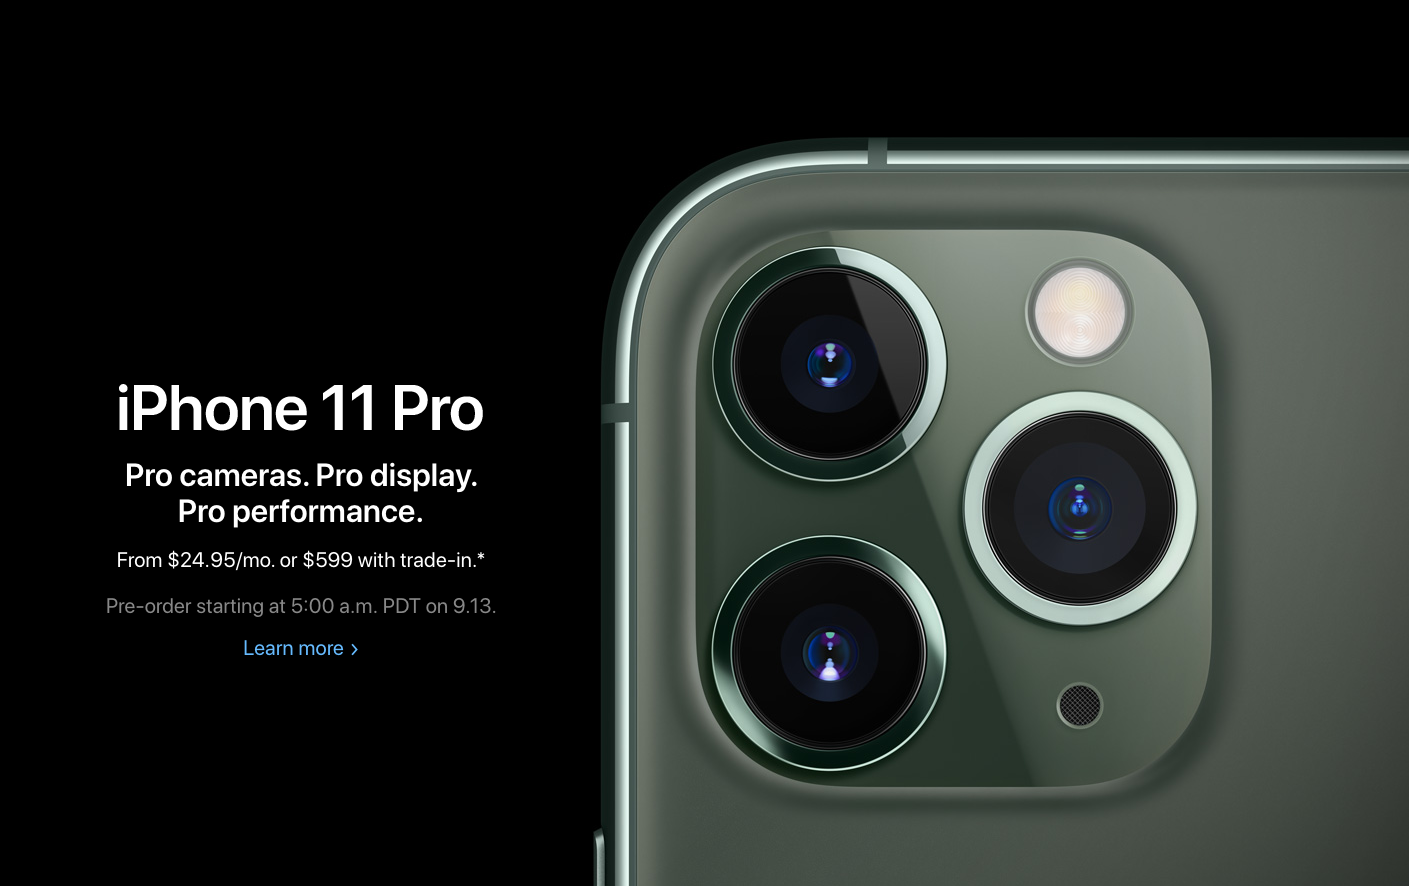 iPhone 11 Pro
Pro cameras. Pro display.
Pro performance.
From $24.95/mo. or $599 with trade-in.*
Pre-order starting at 5:00 a.m. PDT on 9.13.
Learn more >